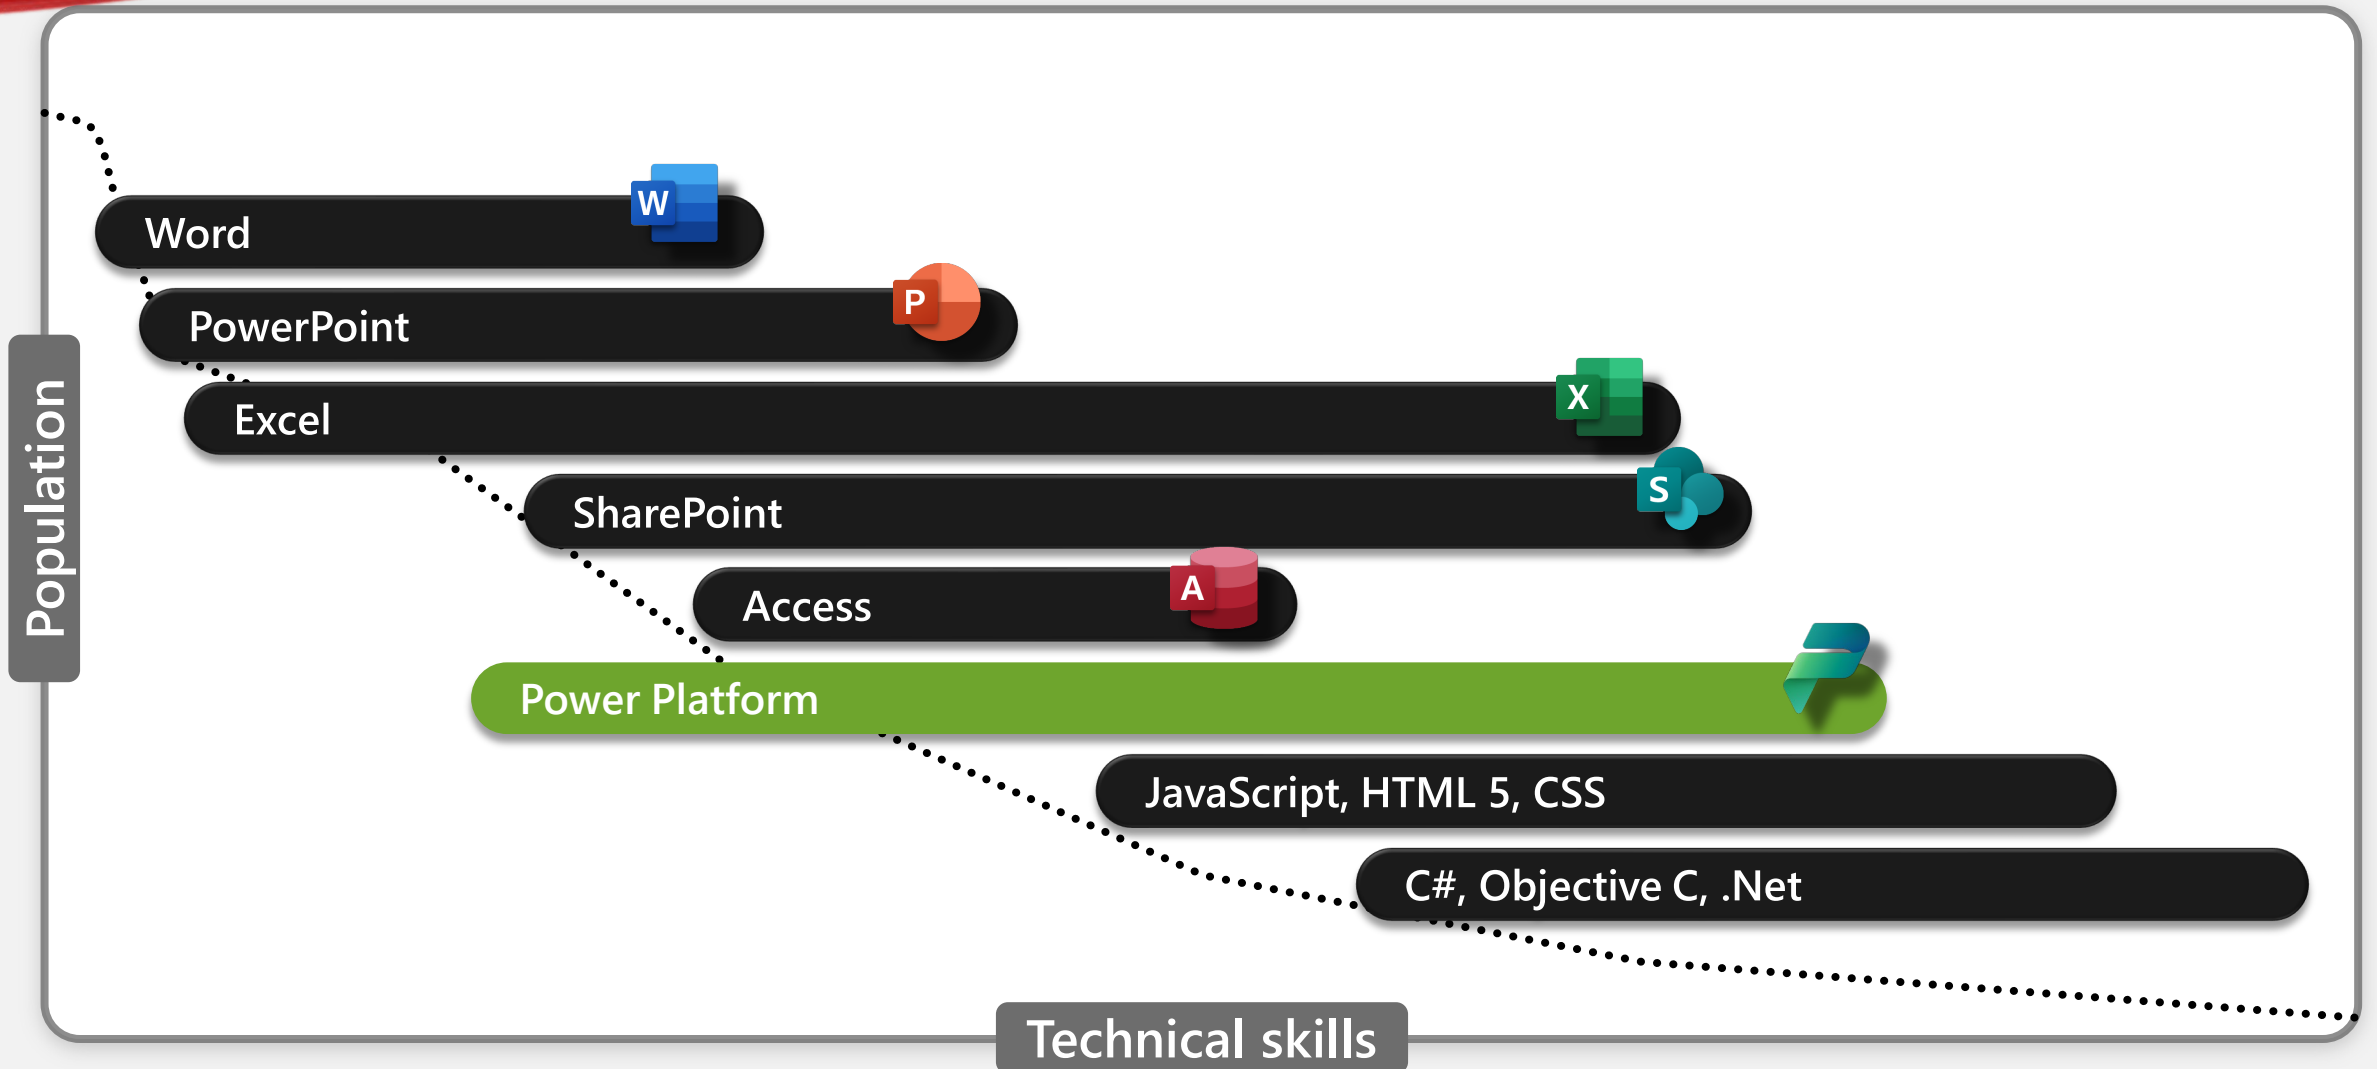 Word
W
PowerPoint
P
Excel
X
SharePoint
S
Access
A
Power Platform
JavaScript, HTML 5, CSS
C#, Objective C, .Net
Population
Technical skills